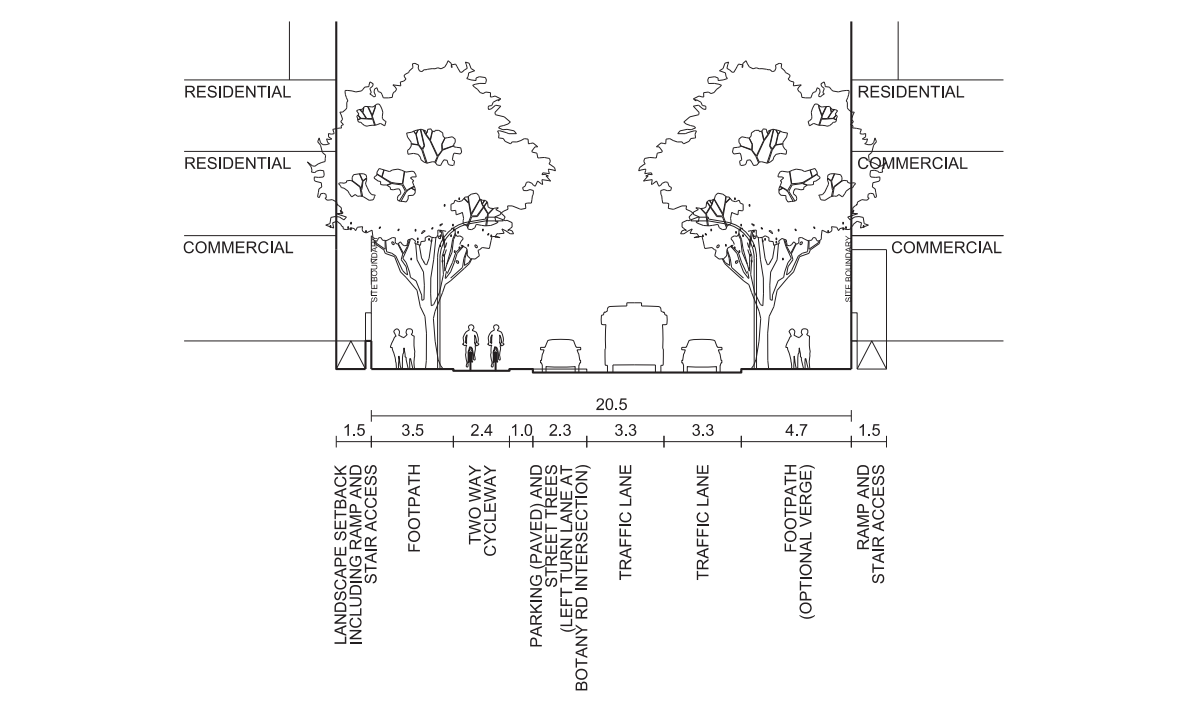 RESIDENTIAL
RESIDENTIAL
RESIDENTIAL
COMMERCIAL
COMMERCIAL
COMMERCIAL
SITE BOUNDARY
SITE BOUNDARY
20.5
1.5
3.5
2.4
1.0
2.3
3.3
3.3
4.7
1.5
LANDSCAPE SETBACK
INCLUDING RAMP AND
STAIR ACCESS
FOOTPATH
TWO WAY
CYCLEWAY
PARKING (PAVED) AND
STREET TREES
(LEFT TURN LANE AT
BOTANY RD INTERSECTION)
TRAFFIC LANE
TRAFFIC LANE
FOOTPATH
(OPTIONAL VERGE)
RAMP AND
STAIR ACCESS